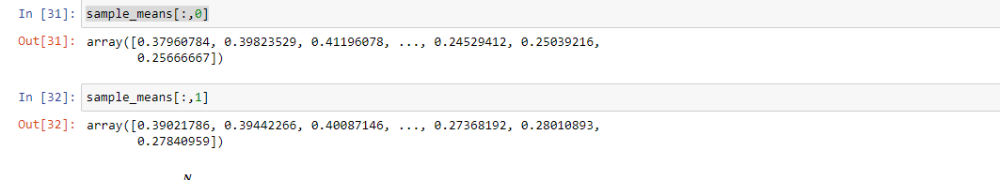 In [31]: sample_means[:,0]
Out[31]: array([0.37960784, 0.39823529, 0.41196078, ..., 0.24529412, 0.25039216,
0.25666667])
In [32]: sample_means[:,1]
Out[32]: array([0.39021786, 0.39442266, 0.40087146, ..., 0.27368192, 0.28010893,
0.27840959])
N